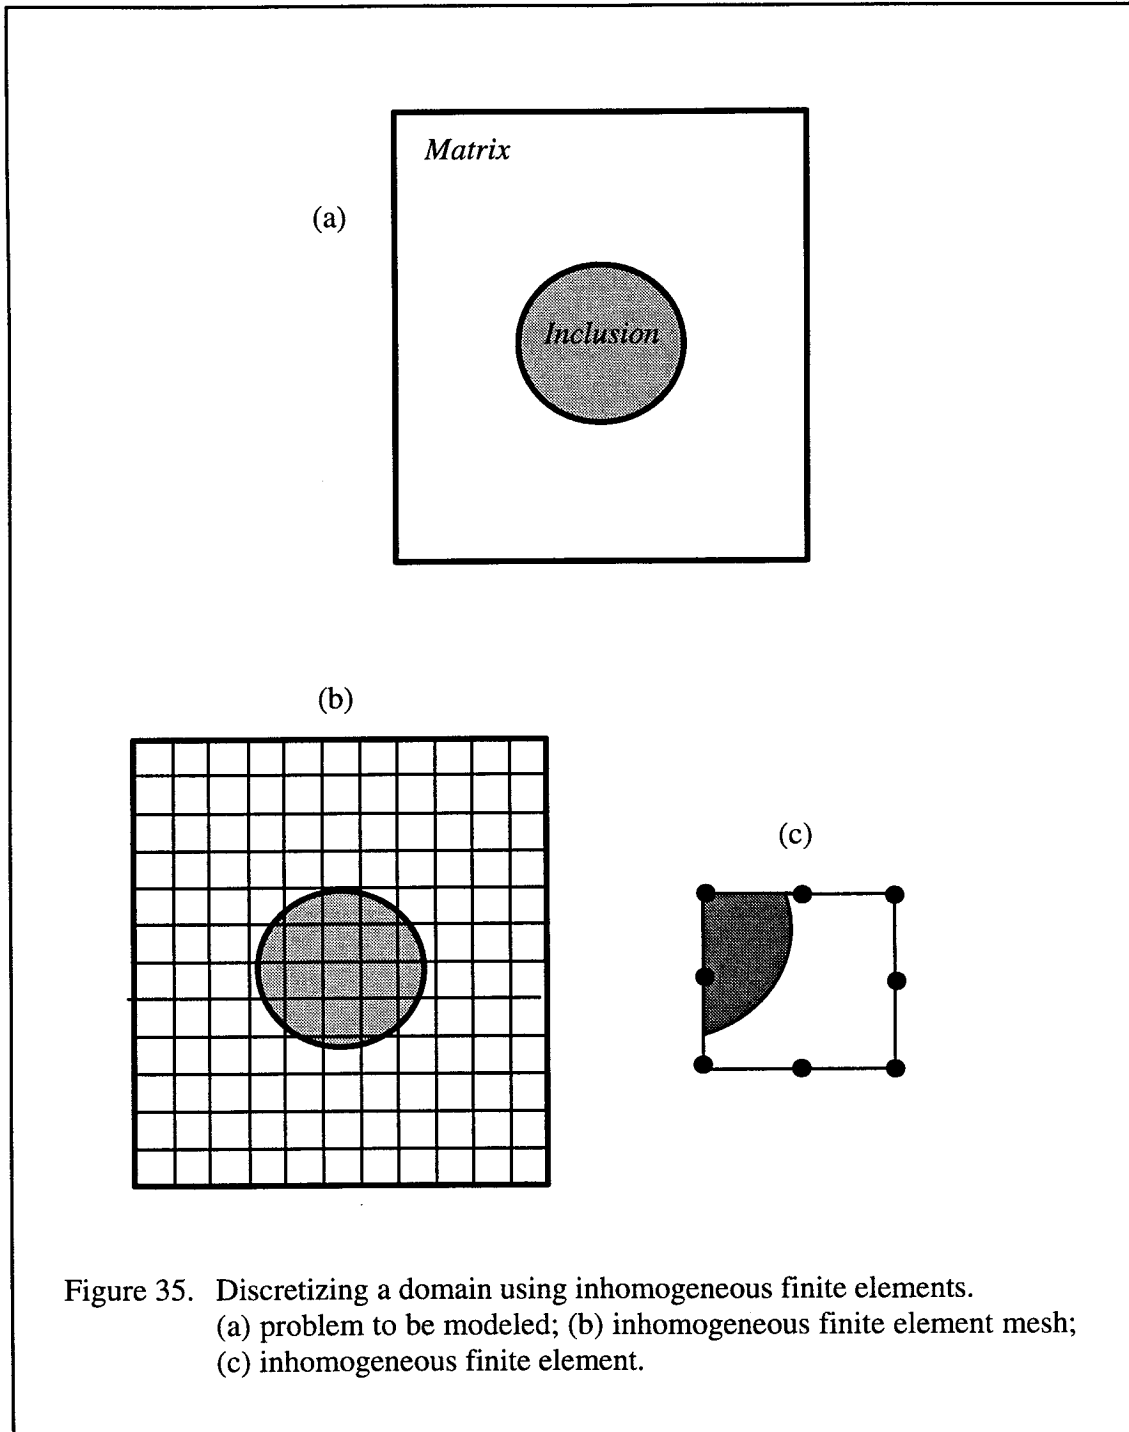 Matrix
(a)
Inclusion
(b)
(c)
Figure 35. Discretizing a domain using inhomogeneous finite elements.
(a) problem to be modeled; (b) inhomogeneous finite element mesh;
(c) inhomogeneous finite element.